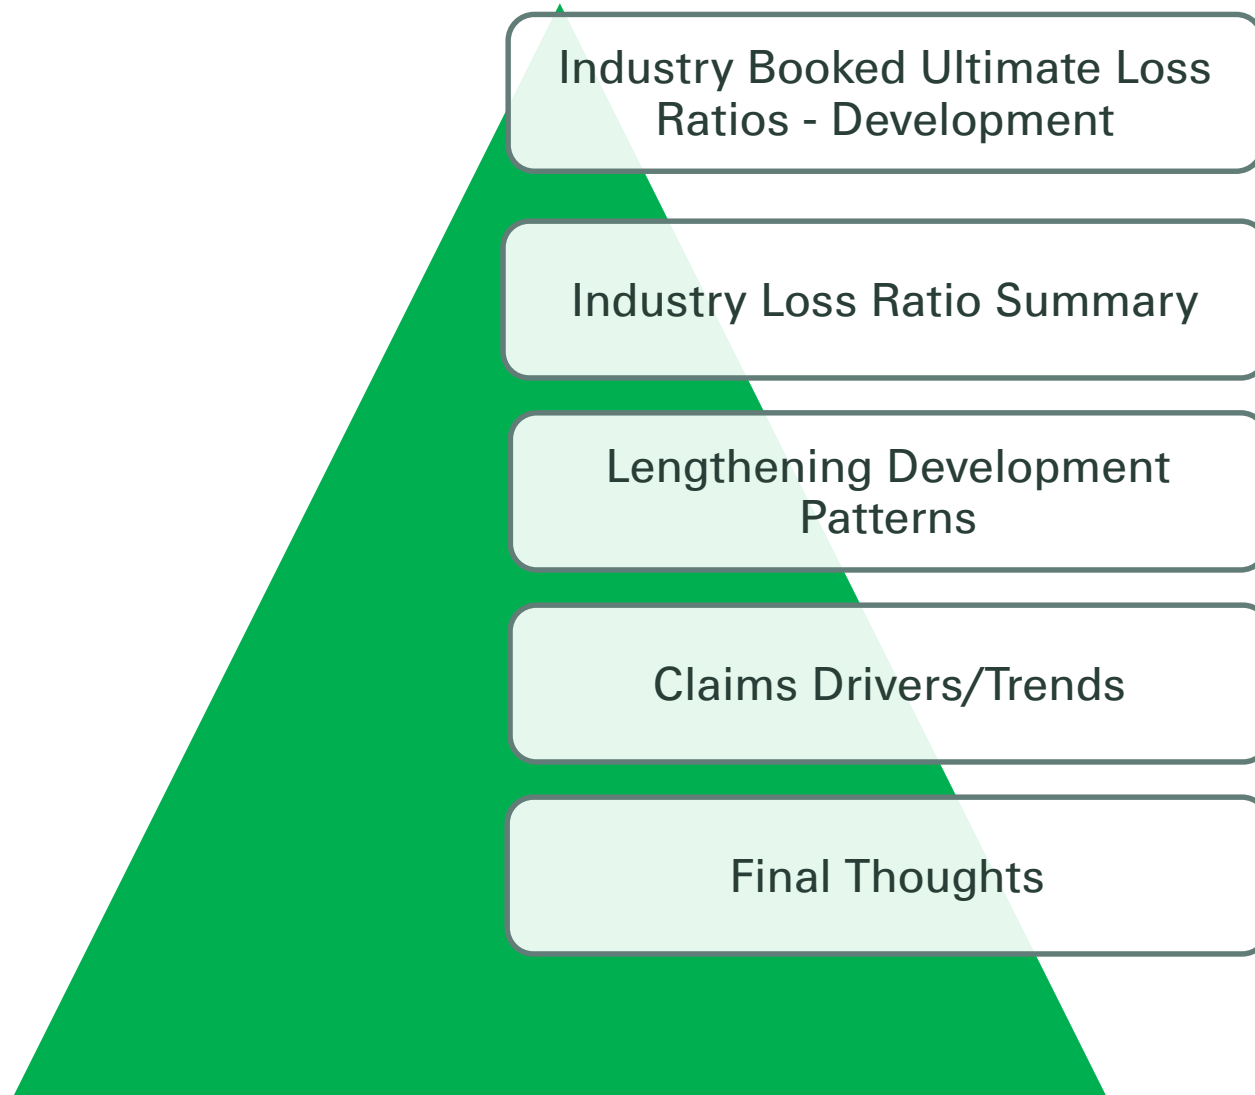 Industry Booked Ultimate Loss
Ratios - Development
Industry Loss Ratio Summary
Lengthening Development
Patterns
Claims Drivers/Trends
Final Thoughts